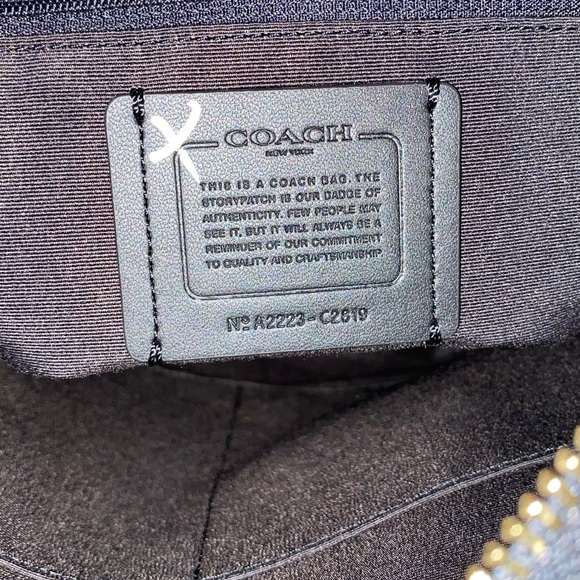 X
COACH
NEW YORK
THIS IS A COACH BAG. THE
STORYPATCH IS OUR BADGE OF
AUTHENTICITY. FEW PEOPLE MAY
SEE IT, BUT IT WILL ALWAYS BE A
REMINDER OF OUR COMMITMENT
TO QUALITY AND CRAFTSMANSHIP
Nº A2223-C2619